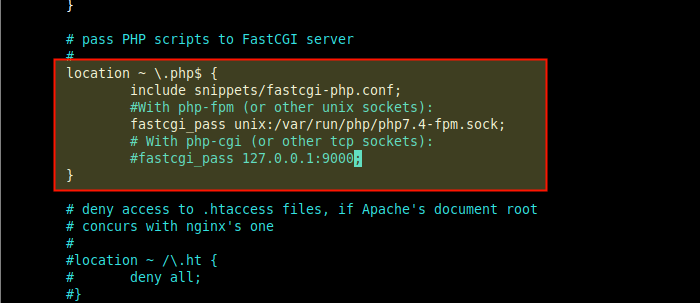 }
# pass PHP scripts to FastCGI server
#
location ~ \.php$ {
include snippets/fastcgi-php.conf;
#With php-fpm (or other unix sockets):
fastcgi_pass unix:/var/run/php/php7.4-fpm.sock;
# With php-cgi (or other tcp sockets):
#fastcgi_pass 127.0.0.1:9000;
}
# deny access to .htaccess files, if Apache's document root
# concurs with nginx's one
#
#location ~ /\.ht {
#       deny all;
#}